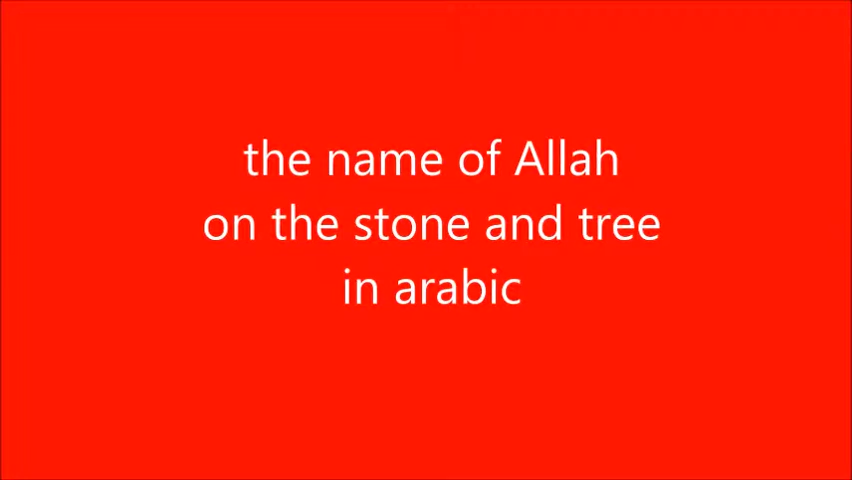 the name of Allah
on the stone and tree
in arabic